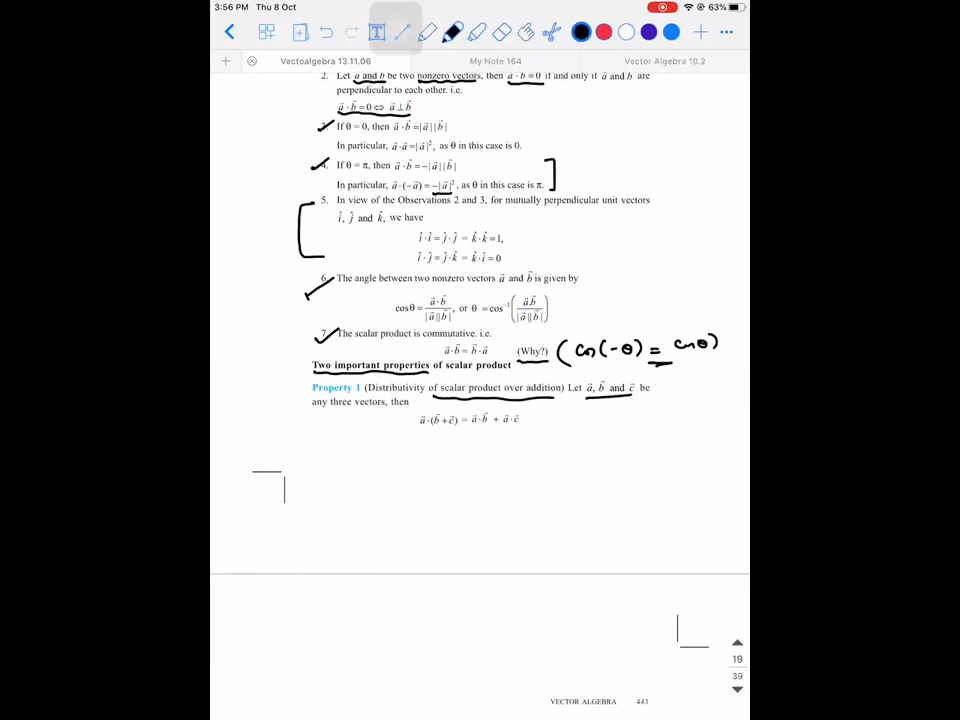 3:56 PM Thu 8 Oct
63%
Vectoalgebra 13.11.06
My Note 164
Vector Algebra 10.2
2. Let a and b be two nonzero vectors, then a · b = 0 if and only if a⃗ and b⃗ are
perpendicular to each other. i.e.
a⃗ · b⃗ = 0 ⇔ a⃗ ⊥ b⃗
3. If θ = 0, then a⃗ · b⃗ = |a⃗| |b⃗|
In particular, a⃗ · a⃗ = |a⃗|², as θ in this case is 0.
4. If θ = π, then a⃗ · b⃗ = −|a⃗| |b⃗|
In particular, a⃗ · (−a⃗) = −|a⃗|², as θ in this case is π.
5. In view of the Observations 2 and 3, for mutually perpendicular unit vectors
î, ĵ and k̂, we have
î · î = ĵ · ĵ = k̂ · k̂ = 1,
î · ĵ = ĵ · k̂ = k̂ · î = 0
6. The angle between two nonzero vectors a⃗ and b⃗ is given by
cosθ = a⃗ · b⃗ / |a⃗||b⃗|, or θ = cos⁻¹ (a⃗.b⃗ / |a⃗||b⃗|)
7. The scalar product is commutative. i.e.
a⃗ · b⃗ = b⃗ · a⃗ (Why?) (cos(-θ) = cosθ)
Two important properties of scalar product
Property 1 (Distributivity of scalar product over addition) Let a⃗, b⃗ and c⃗ be
any three vectors, then
a⃗ · (b⃗ + c⃗) = a⃗ · b⃗ + a⃗ · c⃗
19
39
VECTOR ALGEBRA 443